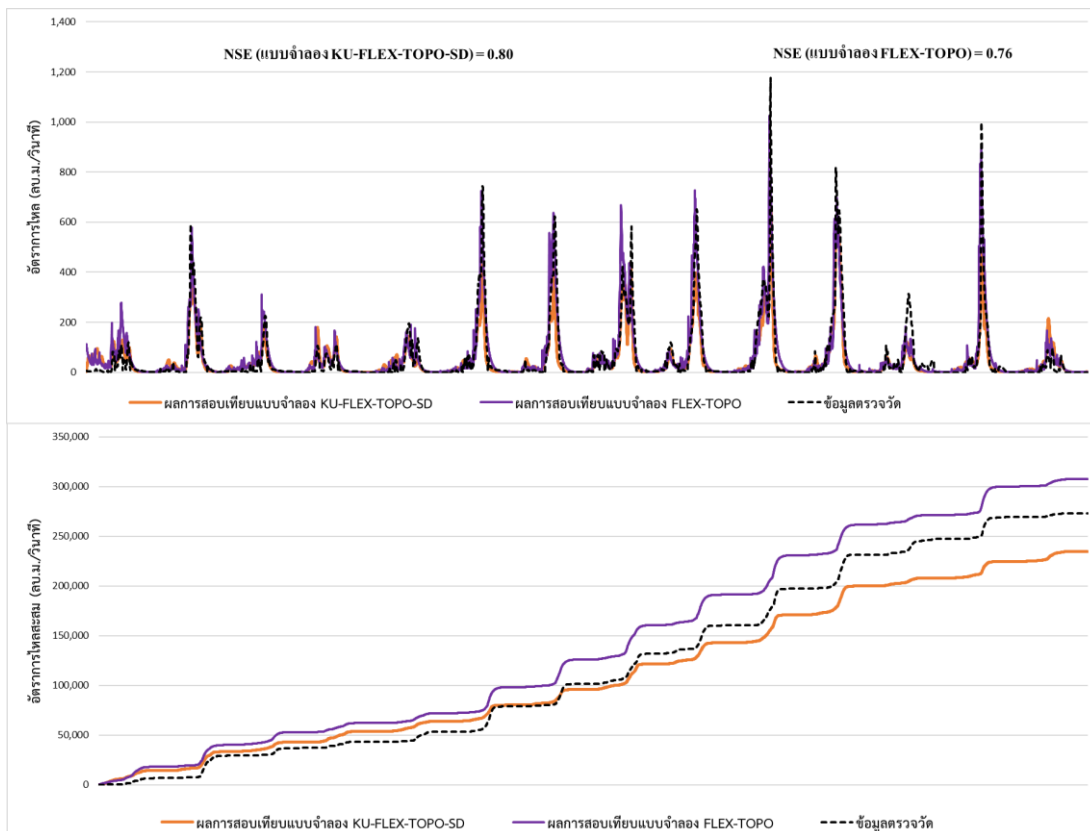 1,400
NSE (แบบจำลอง KU-FLEX-TOPO-SD) = 0.80
NSE (แบบจำลอง FLEX-TOPO) = 0.76
1,200
1,000
800
600
400
200
0
อัตราการไหล (ลบ.ม./วินาที)
ผลการสอบเทียบแบบจำลอง KU-FLEX-TOPO-SD
ผลการสอบเทียบแบบจำลอง FLEX-TOPO
ข้อมูลตรวจวัด
350,000
300,000
250,000
200,000
150,000
100,000
50,000
0
อัตราการไหลสะสม (ลบ.ม./วินาที)
ผลการสอบเทียบแบบจำลอง KU-FLEX-TOPO-SD
ผลการสอบเทียบแบบจำลอง FLEX-TOPO
ข้อมูลตรวจวัด